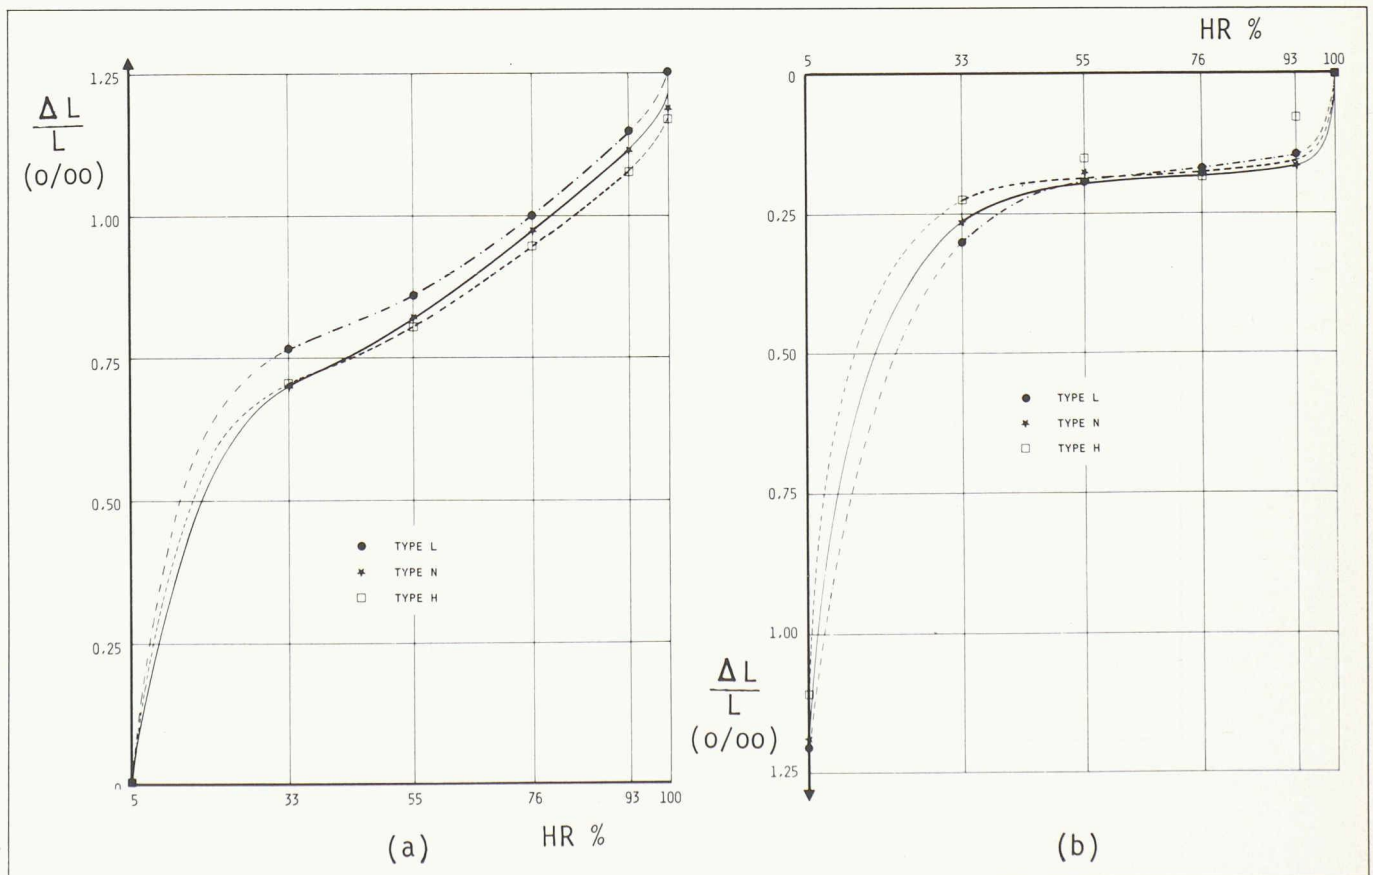 1,25
ΔL
L
(o/oo)
1.00
0.75
0.50
TYPE L
TYPE N
TYPE H
0,25
0
5 33 55 76 93 100
(a)
HR %
HR %
5 33 55 76 93 100
0
0.25
0.50
TYPE L
TYPE N
TYPE H
0.75
1.00
ΔL
L
(o/oo)
1.25
(b)